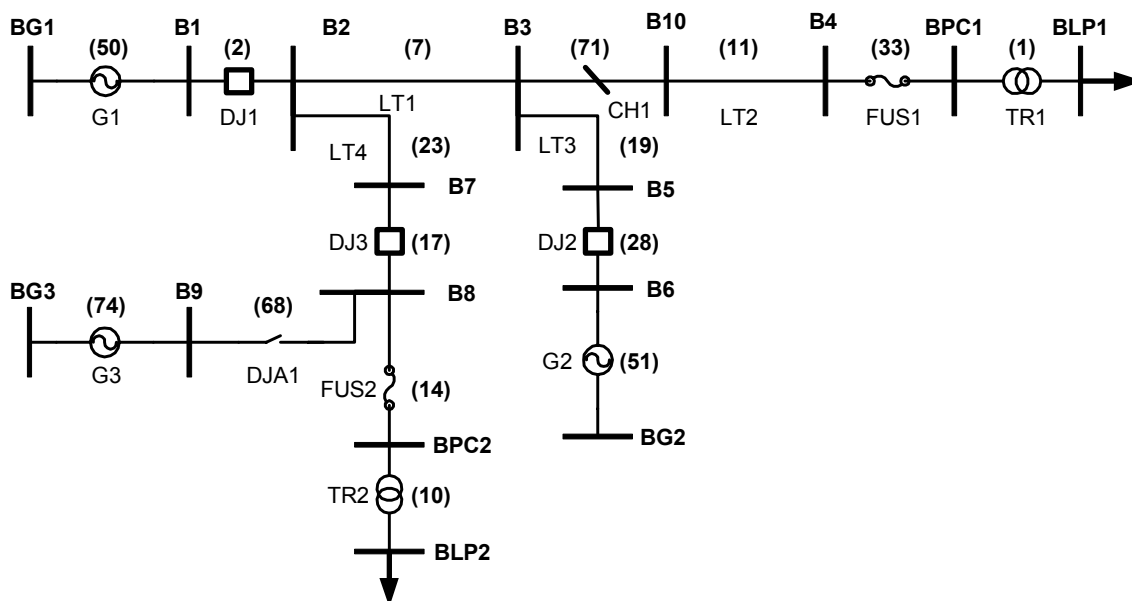 BG1 B1 B2 B3 B10 B4 BPC1 BLP1
(50) (2) (7) (71) (11) (33) (1)
G1 DJ1 LT1 CH1 LT2 FUS1 TR1
LT4 (23) LT3 (19)
B7 B5
DJ3 (17) DJ2 (28)
BG3 B9 B8 B6
(74) (68)
G3 DJA1 G2 (51)
FUS2 (14)
BPC2 BG2
TR2 (10)
BLP2